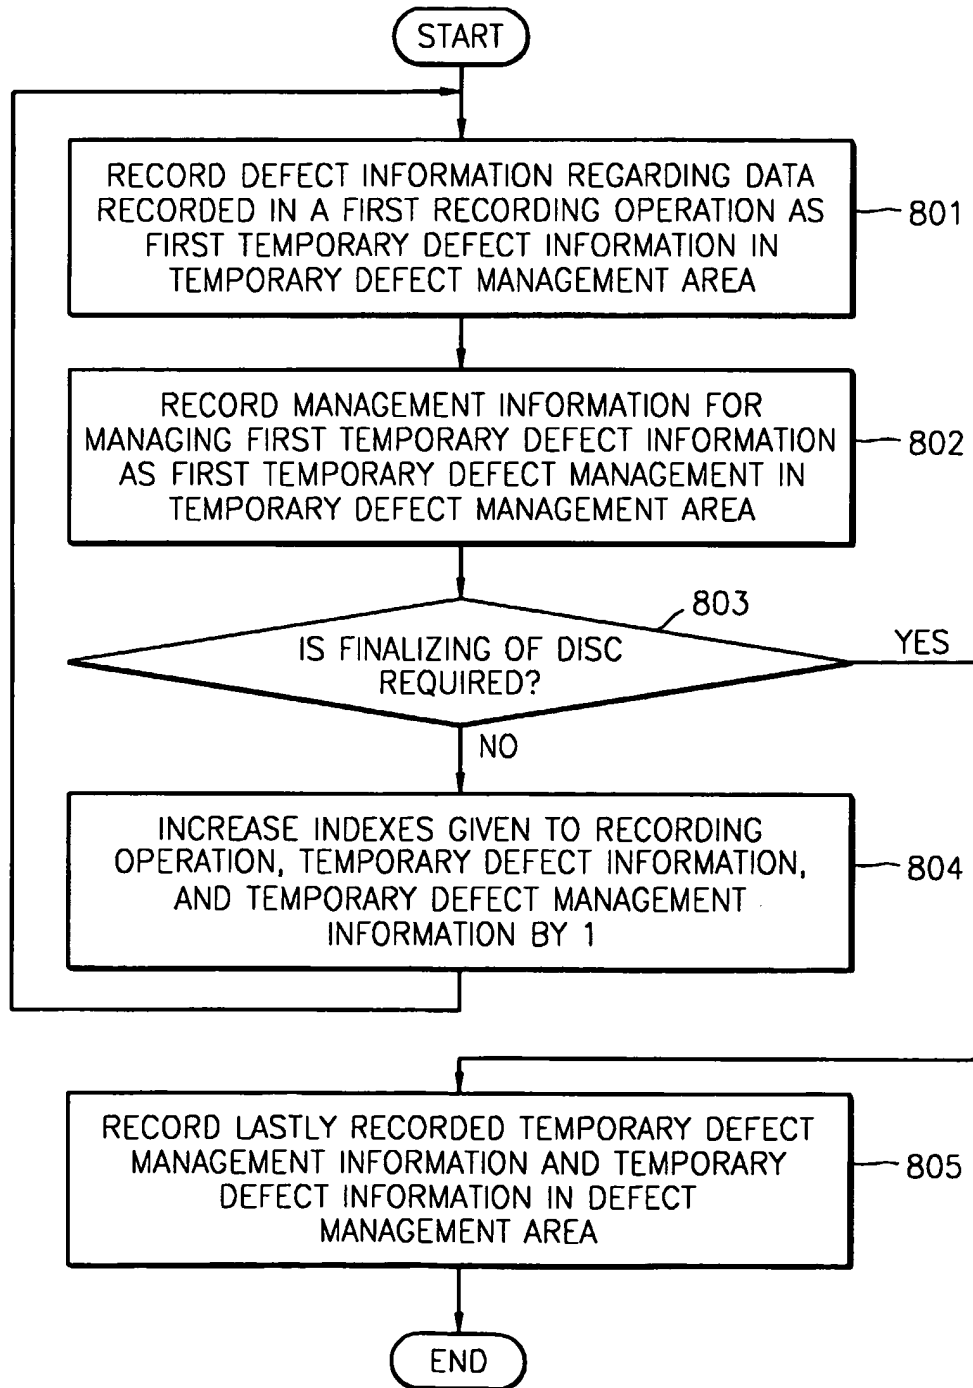 START
RECORD DEFECT INFORMATION REGARDING DATA
RECORDED IN A FIRST RECORDING OPERATION AS
FIRST TEMPORARY DEFECT INFORMATION IN
TEMPORARY DEFECT MANAGEMENT AREA
801
RECORD MANAGEMENT INFORMATION FOR
MANAGING FIRST TEMPORARY DEFECT INFORMATION
AS FIRST TEMPORARY DEFECT MANAGEMENT IN
TEMPORARY DEFECT MANAGEMENT AREA
802
803
IS FINALIZING OF DISC
REQUIRED?
YES
NO
INCREASE INDEXES GIVEN TO RECORDING
OPERATION, TEMPORARY DEFECT INFORMATION,
AND TEMPORARY DEFECT MANAGEMENT
INFORMATION BY 1
804
RECORD LASTLY RECORDED TEMPORARY DEFECT
MANAGEMENT INFORMATION AND TEMPORARY
DEFECT INFORMATION IN DEFECT
MANAGEMENT AREA
805
END